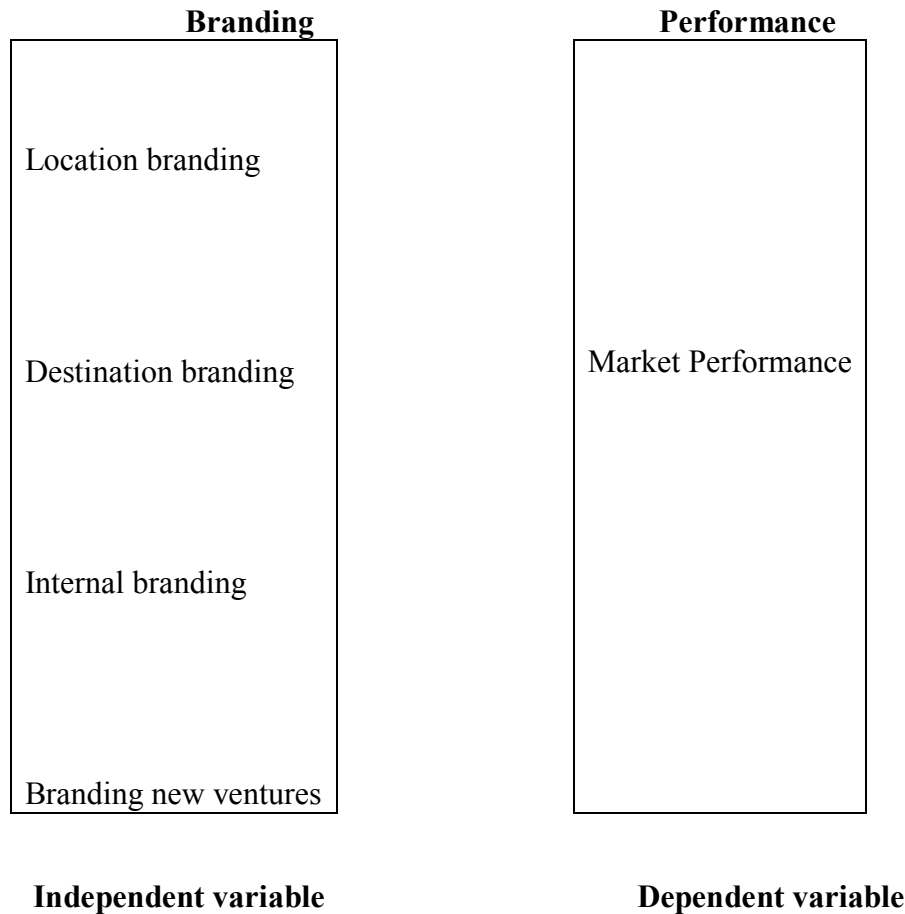 Branding
Performance
Location branding
Destination branding
Market Performance
Internal branding
Branding new ventures
Independent variable
Dependent variable